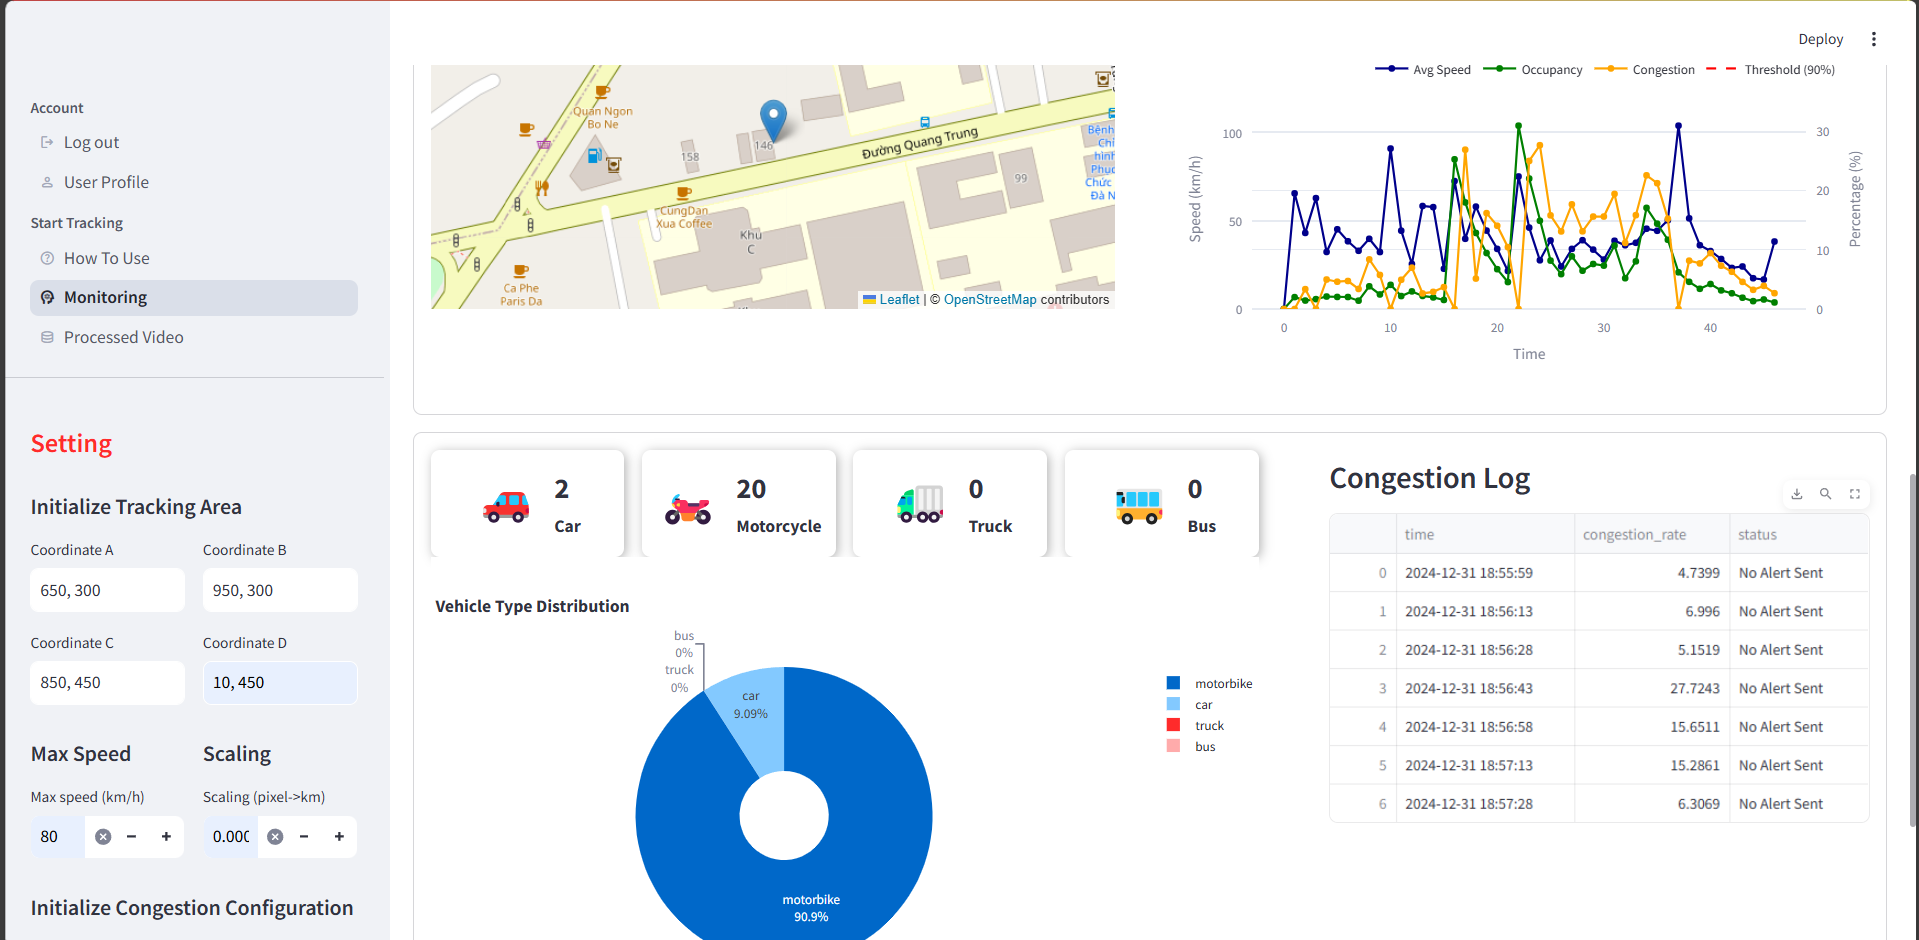 Deploy
Account
Log out
User Profile
Start Tracking
How To Use
Monitoring
Processed Video
Setting
Initialize Tracking Area
Coordinate A
Coordinate B
650, 300
950, 300
Coordinate C
Coordinate D
850, 450
10, 450
Max Speed
Scaling
Max speed (km/h)
Scaling (pixel->km)
80
0.000
Initialize Congestion Configuration
Quán Ngon
Bo Ne
158
146
Đường Quang Trung
99
CungDan
Xua Coffee
Khu
C
Ca Phe
Paris Da
Bệnh
Chỉ
hình
Phục
Chức
Đà N
Leaflet | © OpenStreetMap contributors
Avg Speed
Occupancy
Congestion
Threshold (90%)
Speed (km/h)
100
50
0
30
20
10
0
Percentage (%)
0
10
20
30
40
Time
2
Car
20
Motorcycle
0
Truck
0
Bus
Vehicle Type Distribution
bus
0%
truck
0%
car
9.09%
motorbike
90.9%
motorbike
car
truck
bus
Congestion Log
time congestion_rate status
0 2024-12-31 18:55:59 4.7399 No Alert Sent
1 2024-12-31 18:56:13 6.996 No Alert Sent
2 2024-12-31 18:56:28 5.1519 No Alert Sent
3 2024-12-31 18:56:43 27.7243 No Alert Sent
4 2024-12-31 18:56:58 15.6511 No Alert Sent
5 2024-12-31 18:57:13 15.2861 No Alert Sent
6 2024-12-31 18:57:28 6.3069 No Alert Sent